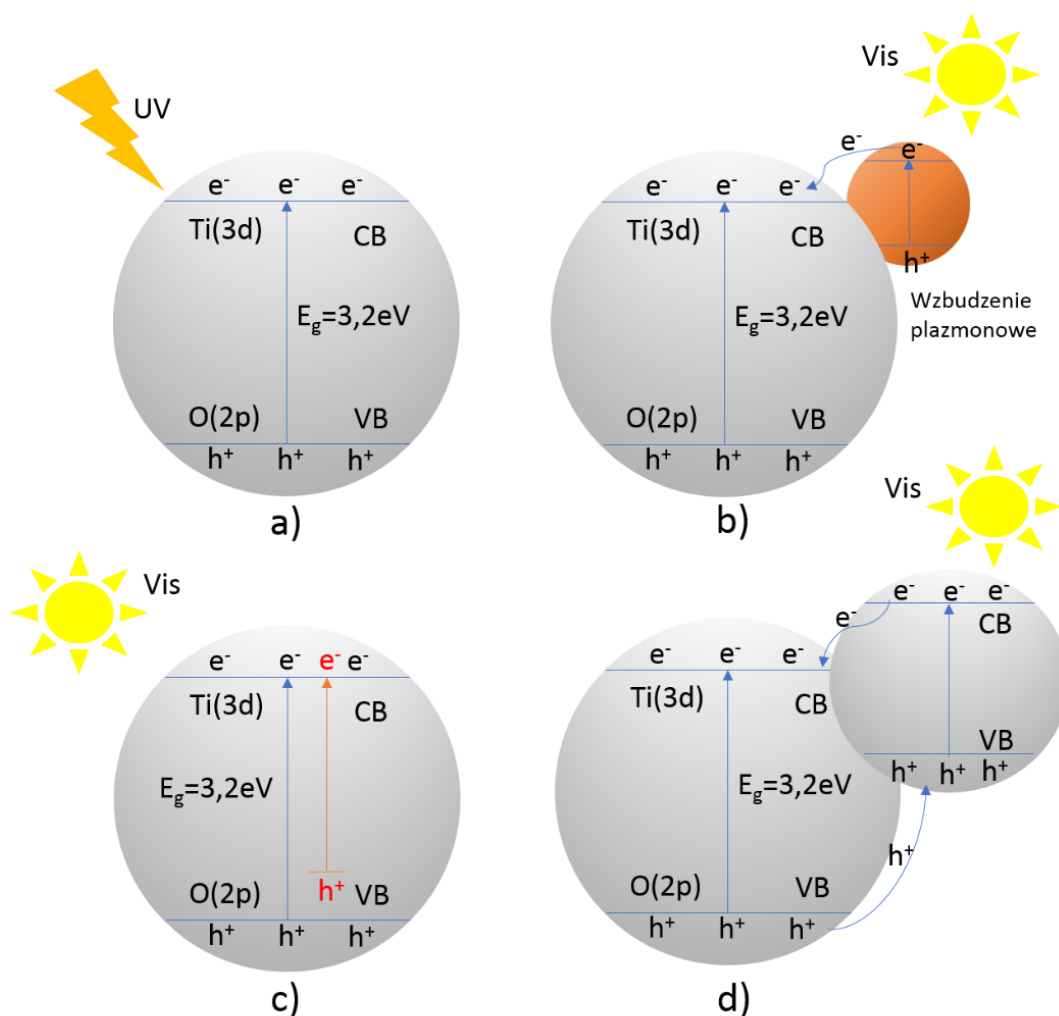 UV
e⁻ e⁻ e⁻
Ti(3d) CB
E_g=3,2eV
O(2p) VB
h⁺ h⁺ h⁺
a)
Vis
e⁻ e⁻
e⁻ e⁻ e⁻
Ti(3d) CB
h⁺
E_g=3,2eV
Wzbudzenie
plazmonowe
O(2p) VB
h⁺ h⁺ h⁺
b)
Vis
e⁻ e⁻ e⁻ e⁻
Ti(3d) CB
E_g=3,2eV
h⁺
O(2p) VB
h⁺ h⁺ h⁺
c)
Vis
e⁻ e⁻ e⁻
e⁻
CB
e⁻ e⁻ e⁻
Ti(3d) CB
VB
h⁺ h⁺ h⁺
E_g=3,2eV
h⁺
O(2p) VB
h⁺ h⁺ h⁺
d)